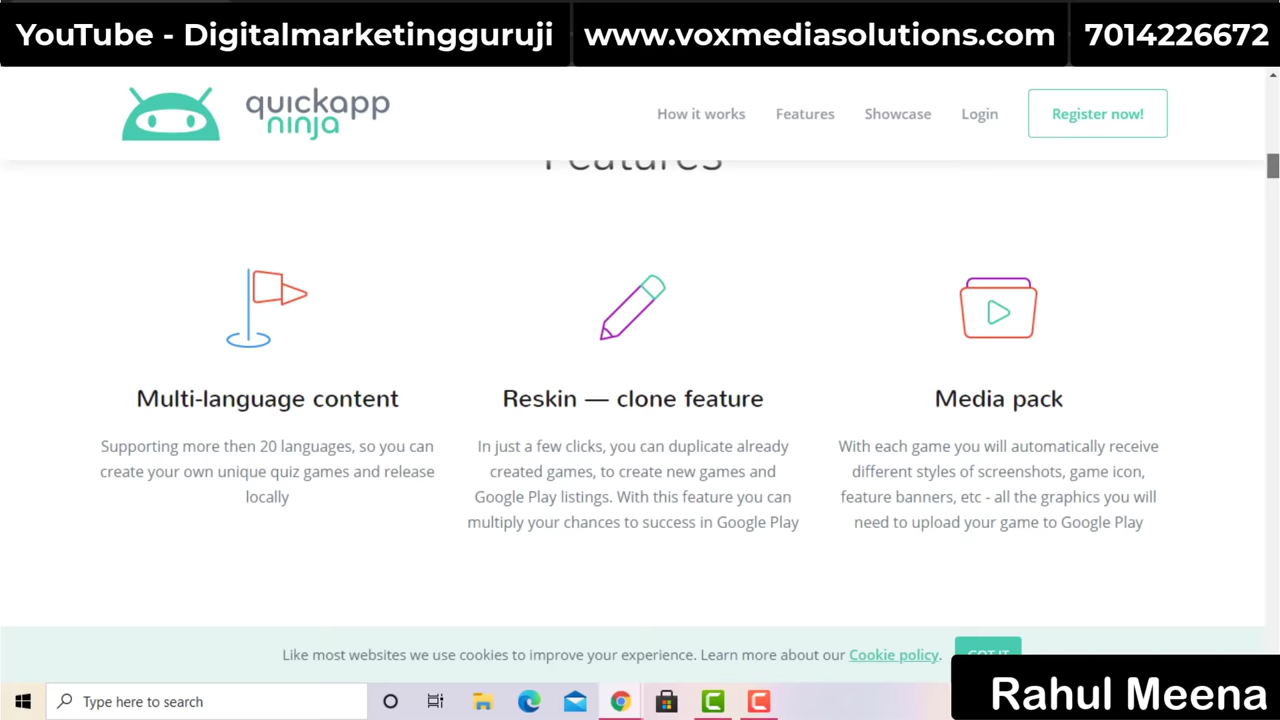 YouTube - Digitalmarketingguruji www.voxmediasolutions.com 7014226672
quickapp
ninja
How it works Features Showcase Login Register now!
Features
Multi-language content
Supporting more then 20 languages, so you can
create your own unique quiz games and release
locally
Reskin — clone feature
In just a few clicks, you can duplicate already
created games, to create new games and
Google Play listings. With this feature you can
multiply your chances to success in Google Play
Media pack
With each game you will automatically receive
different styles of screenshots, game icon,
feature banners, etc - all the graphics you will
need to upload your game to Google Play
Like most websites we use cookies to improve your experience. Learn more about our Cookie policy.
GOT IT
Rahul Meena
Type here to search